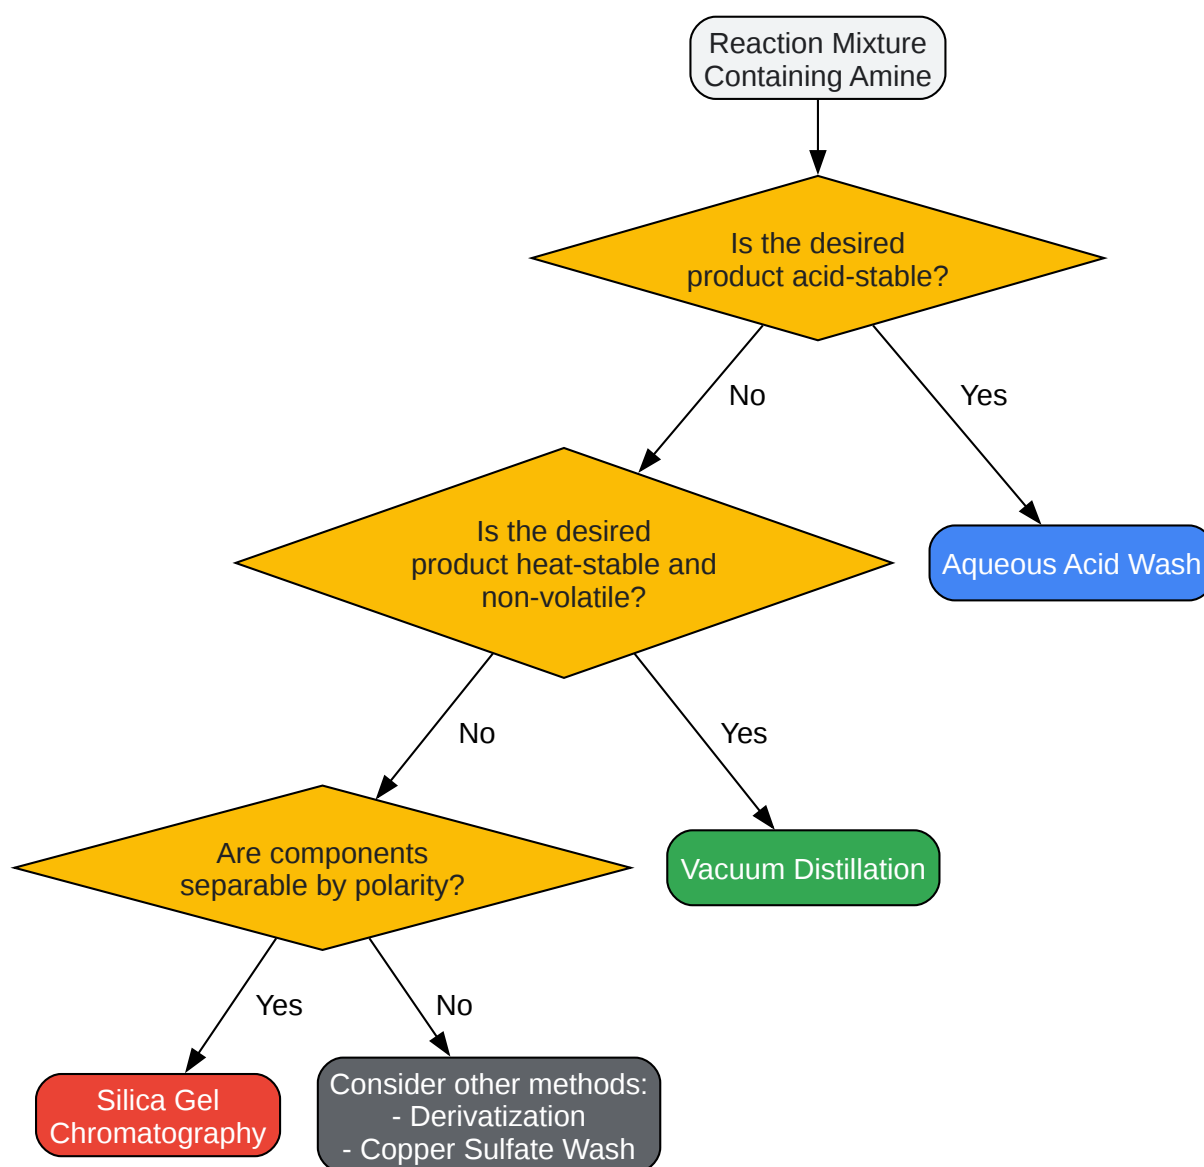 Reaction Mixture
Containing Amine
Is the desired
product acid-stable?
No
Yes
Is the desired
product heat-stable and
non-volatile?
Aqueous Acid Wash
No
Yes
Are components
separable by polarity?
Vacuum Distillation
Yes
No
Silica Gel
Chromatography
Consider other methods:
- Derivatization
- Copper Sulfate Wash